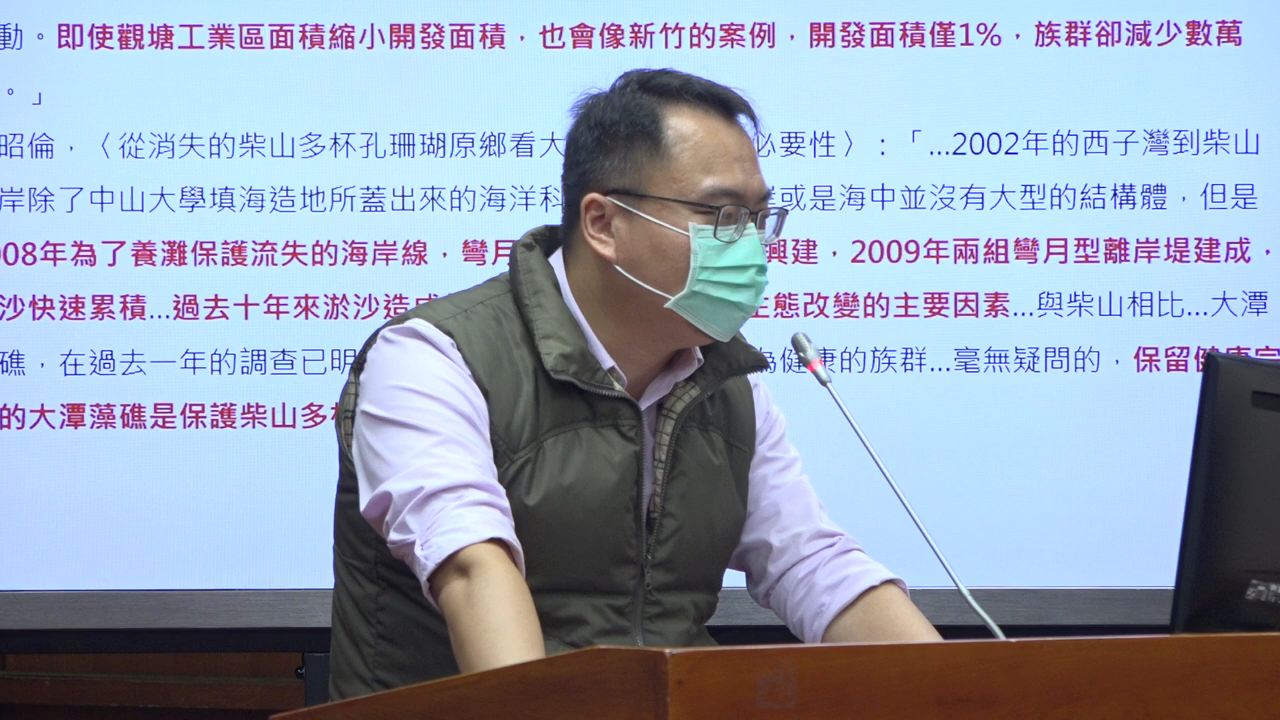 動。即使觀塘工業區面積縮小開發面積，也會像新竹的案例，開發面積僅1%，族群卻減少數萬
。」
昭倫，〈從消失的柴山多杯孔珊瑚原鄉看大 必要性〉：「...2002年的西子灣到柴山
岸除了中山大學填海造地所蓋出來的海洋科 或是海中並沒有大型的結構體，但是
08年為了養灘保護流失的海岸線，彎月 興建，2009年兩組彎月型離岸堤建成，
沙快速累積...過去十年來淤沙造成 生態改變的主要因素...與柴山相比...大潭
礁，在過去一年的調查已明 為健康的族群...毫無疑問的，保留健康完
的大潭藻礁是保護柴山多杯